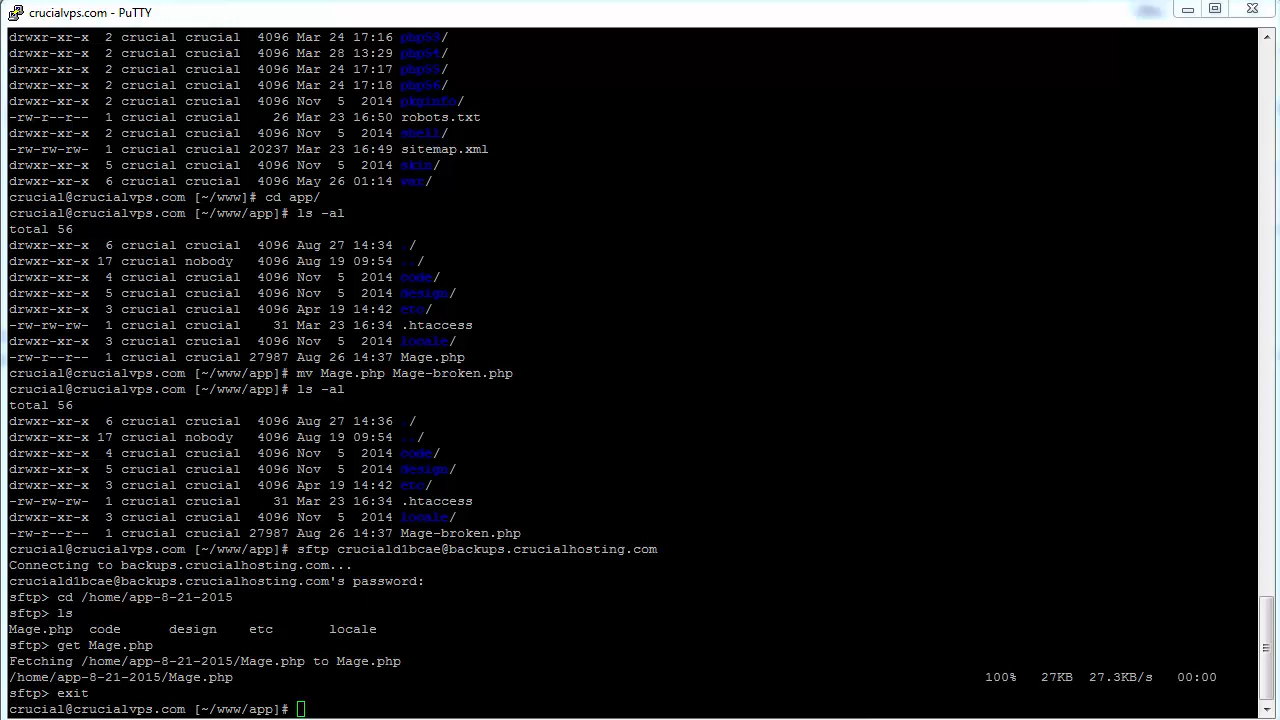 crucialvps.com - PuTTY
drwxr-xr-x  2 crucial crucial  4096 Mar 24 17:16 php53/
drwxr-xr-x  2 crucial crucial  4096 Mar 28 13:29 php54/
drwxr-xr-x  2 crucial crucial  4096 Mar 24 17:17 php55/
drwxr-xr-x  2 crucial crucial  4096 Mar 24 17:18 php56/
drwxr-xr-x  2 crucial crucial  4096 Nov  5  2014 pkginfo/
-rw-r--r--  1 crucial crucial    26 Mar 23 16:50 robots.txt
drwxr-xr-x  2 crucial crucial  4096 Nov  5  2014 shell/
-rw-rw-rw-  1 crucial crucial 20237 Mar 23 16:49 sitemap.xml
drwxr-xr-x  5 crucial crucial  4096 Nov  5  2014 skin/
drwxr-xr-x  6 crucial crucial  4096 May 26 01:14 var/
crucial@crucialvps.com [~/www]# cd app/
crucial@crucialvps.com [~/www/app]# ls -al
total 56
drwxr-xr-x  6 crucial crucial  4096 Aug 27 14:34 ./
drwxr-xr-x 17 crucial nobody   4096 Aug 19 09:54 ../
drwxr-xr-x  4 crucial crucial  4096 Nov  5  2014 code/
drwxr-xr-x  5 crucial crucial  4096 Nov  5  2014 design/
drwxr-xr-x  3 crucial crucial  4096 Apr 19 14:42 etc/
-rw-rw-rw-  1 crucial crucial    31 Mar 23 16:34 .htaccess
drwxr-xr-x  3 crucial crucial  4096 Nov  5  2014 locale/
-rw-r--r--  1 crucial crucial 27987 Aug 26 14:37 Mage.php
crucial@crucialvps.com [~/www/app]# mv Mage.php Mage-broken.php
crucial@crucialvps.com [~/www/app]# ls -al
total 56
drwxr-xr-x  6 crucial crucial  4096 Aug 27 14:36 ./
drwxr-xr-x 17 crucial nobody   4096 Aug 19 09:54 ../
drwxr-xr-x  4 crucial crucial  4096 Nov  5  2014 code/
drwxr-xr-x  5 crucial crucial  4096 Nov  5  2014 design/
drwxr-xr-x  3 crucial crucial  4096 Apr 19 14:42 etc/
-rw-rw-rw-  1 crucial crucial    31 Mar 23 16:34 .htaccess
drwxr-xr-x  3 crucial crucial  4096 Nov  5  2014 locale/
-rw-r--r--  1 crucial crucial 27987 Aug 26 14:37 Mage-broken.php
crucial@crucialvps.com [~/www/app]# sftp cruciald1bcae@backups.crucialhosting.com
Connecting to backups.crucialhosting.com...
cruciald1bcae@backups.crucialhosting.com's password:
sftp> cd /home/app-8-21-2015
sftp> ls
Mage.php  code      design    etc       locale
sftp> get Mage.php
Fetching /home/app-8-21-2015/Mage.php to Mage.php
/home/app-8-21-2015/Mage.php 100% 27KB 27.3KB/s 00:00
sftp> exit
crucial@crucialvps.com [~/www/app]#